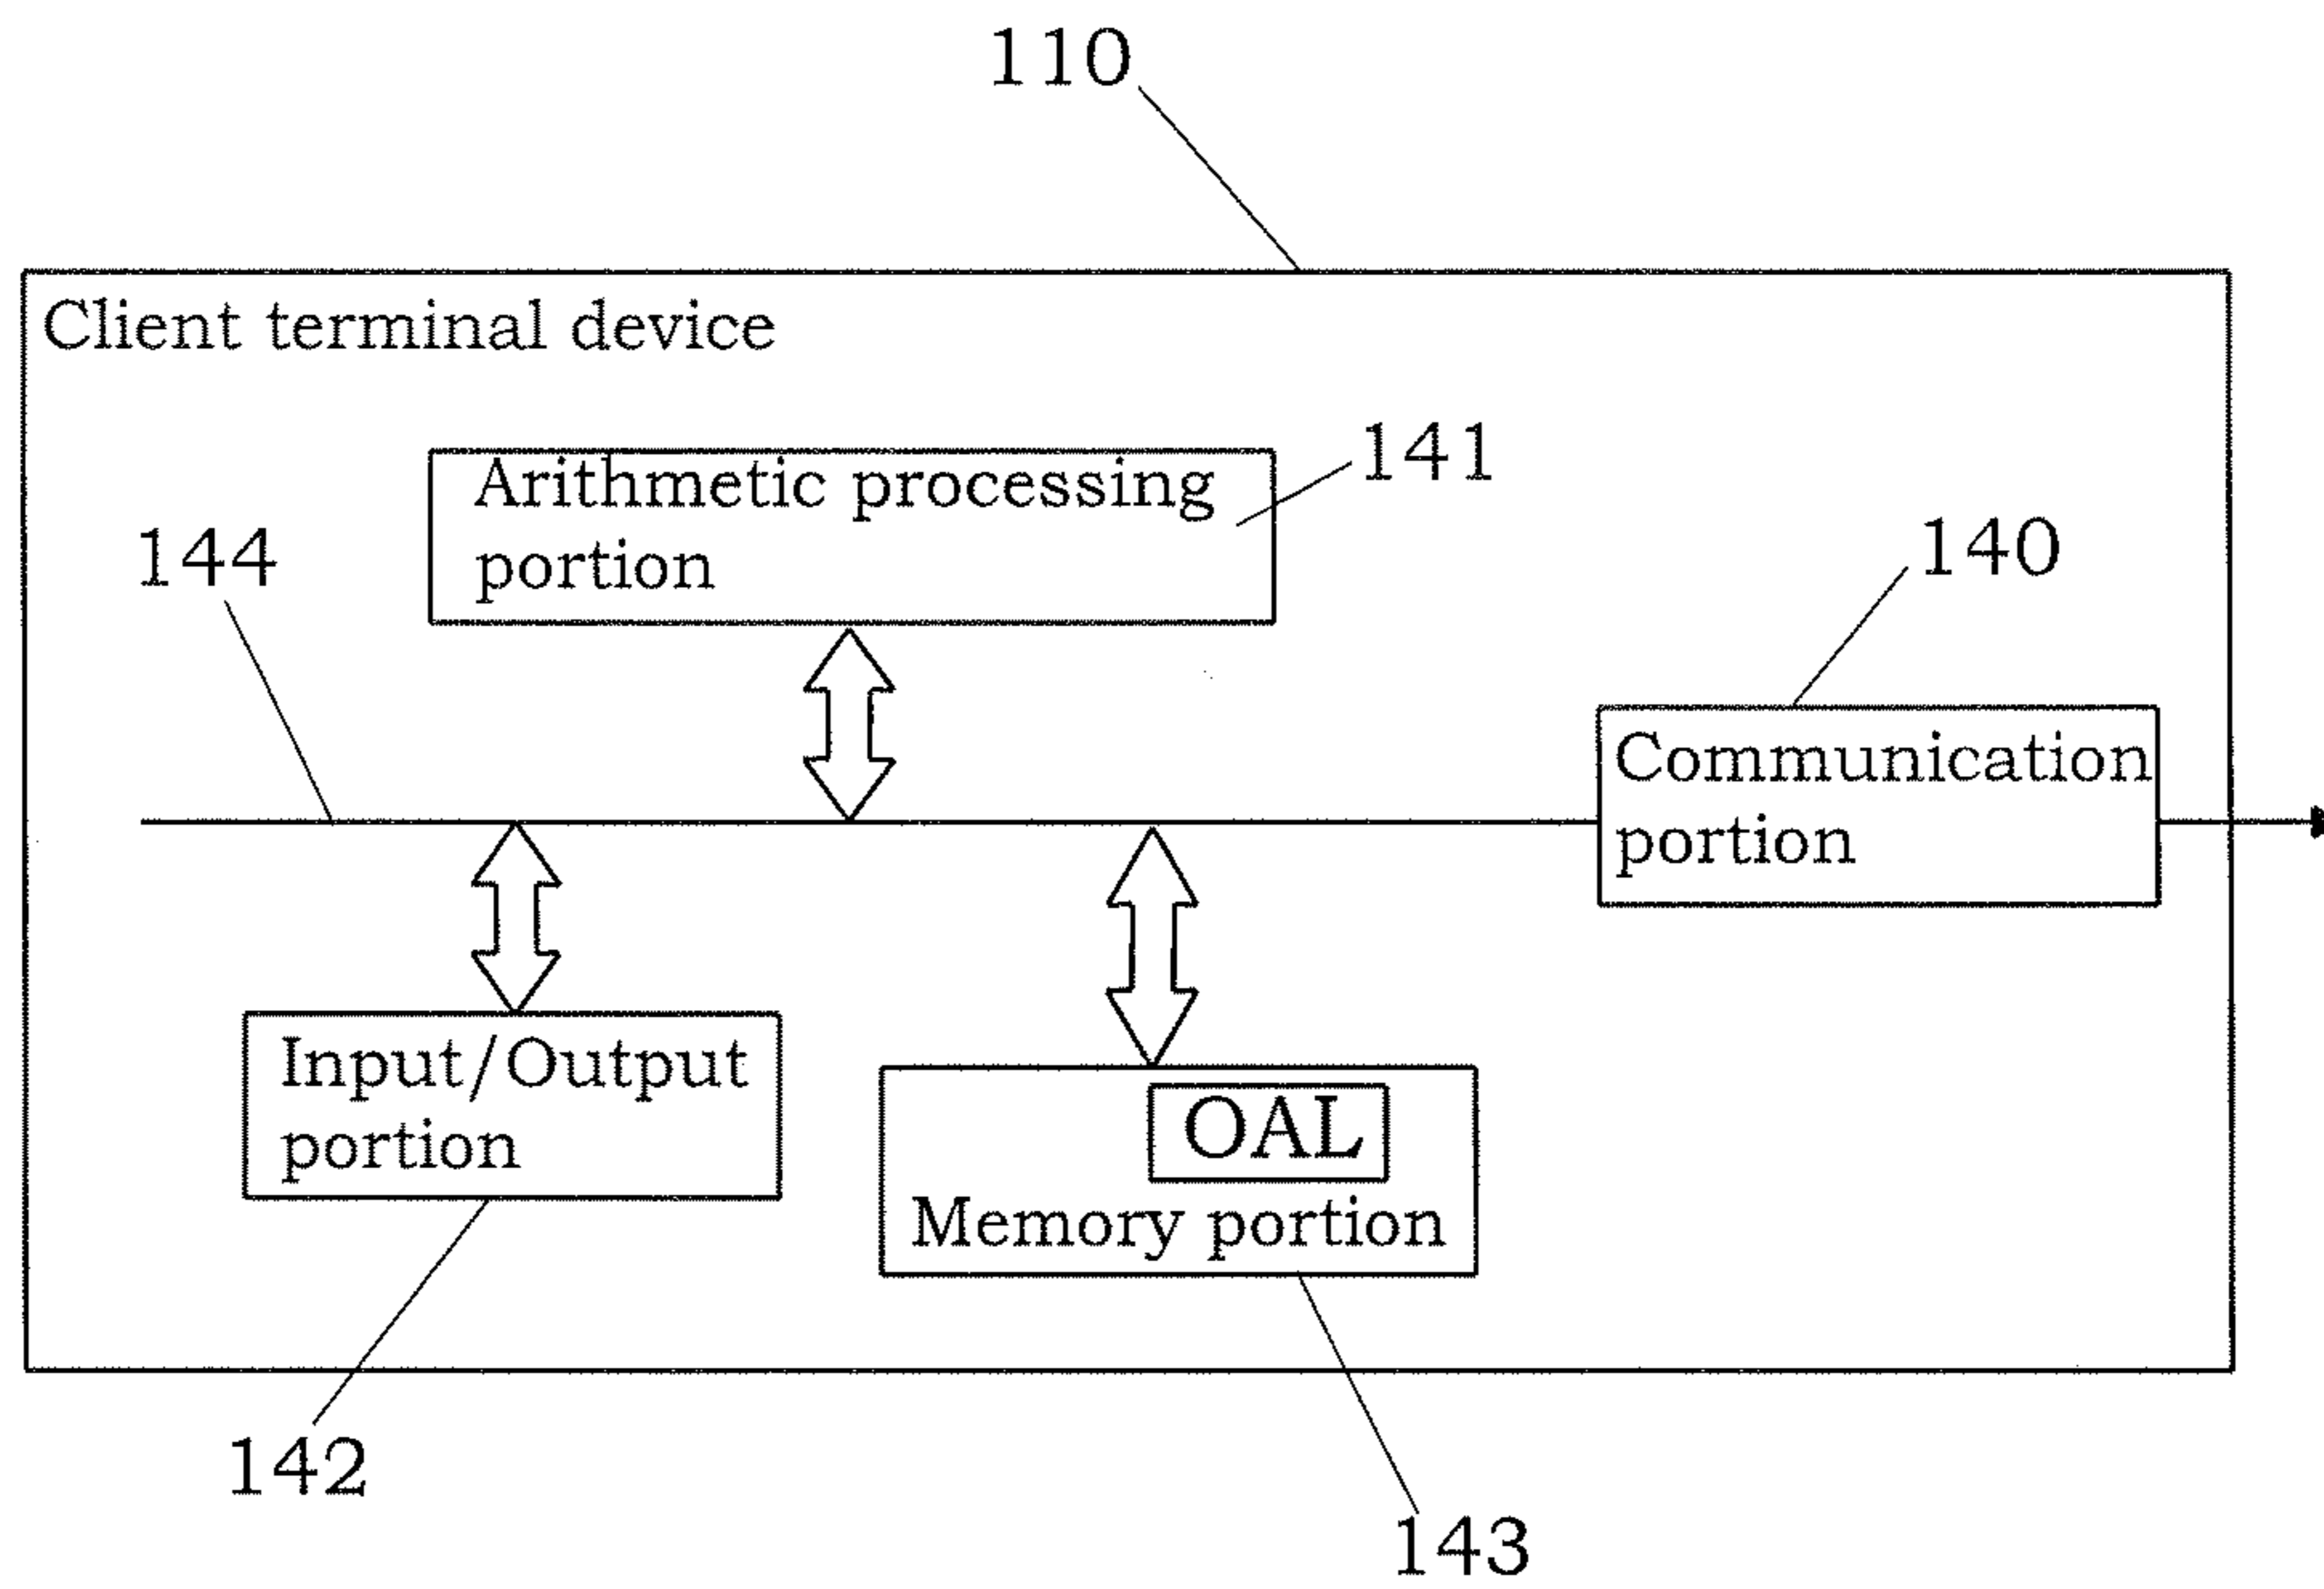 110
Client terminal device
Arithmetic processing
portion
141
144
140
Communication
portion
Input/Output
portion
OAL
Memory portion
142
143